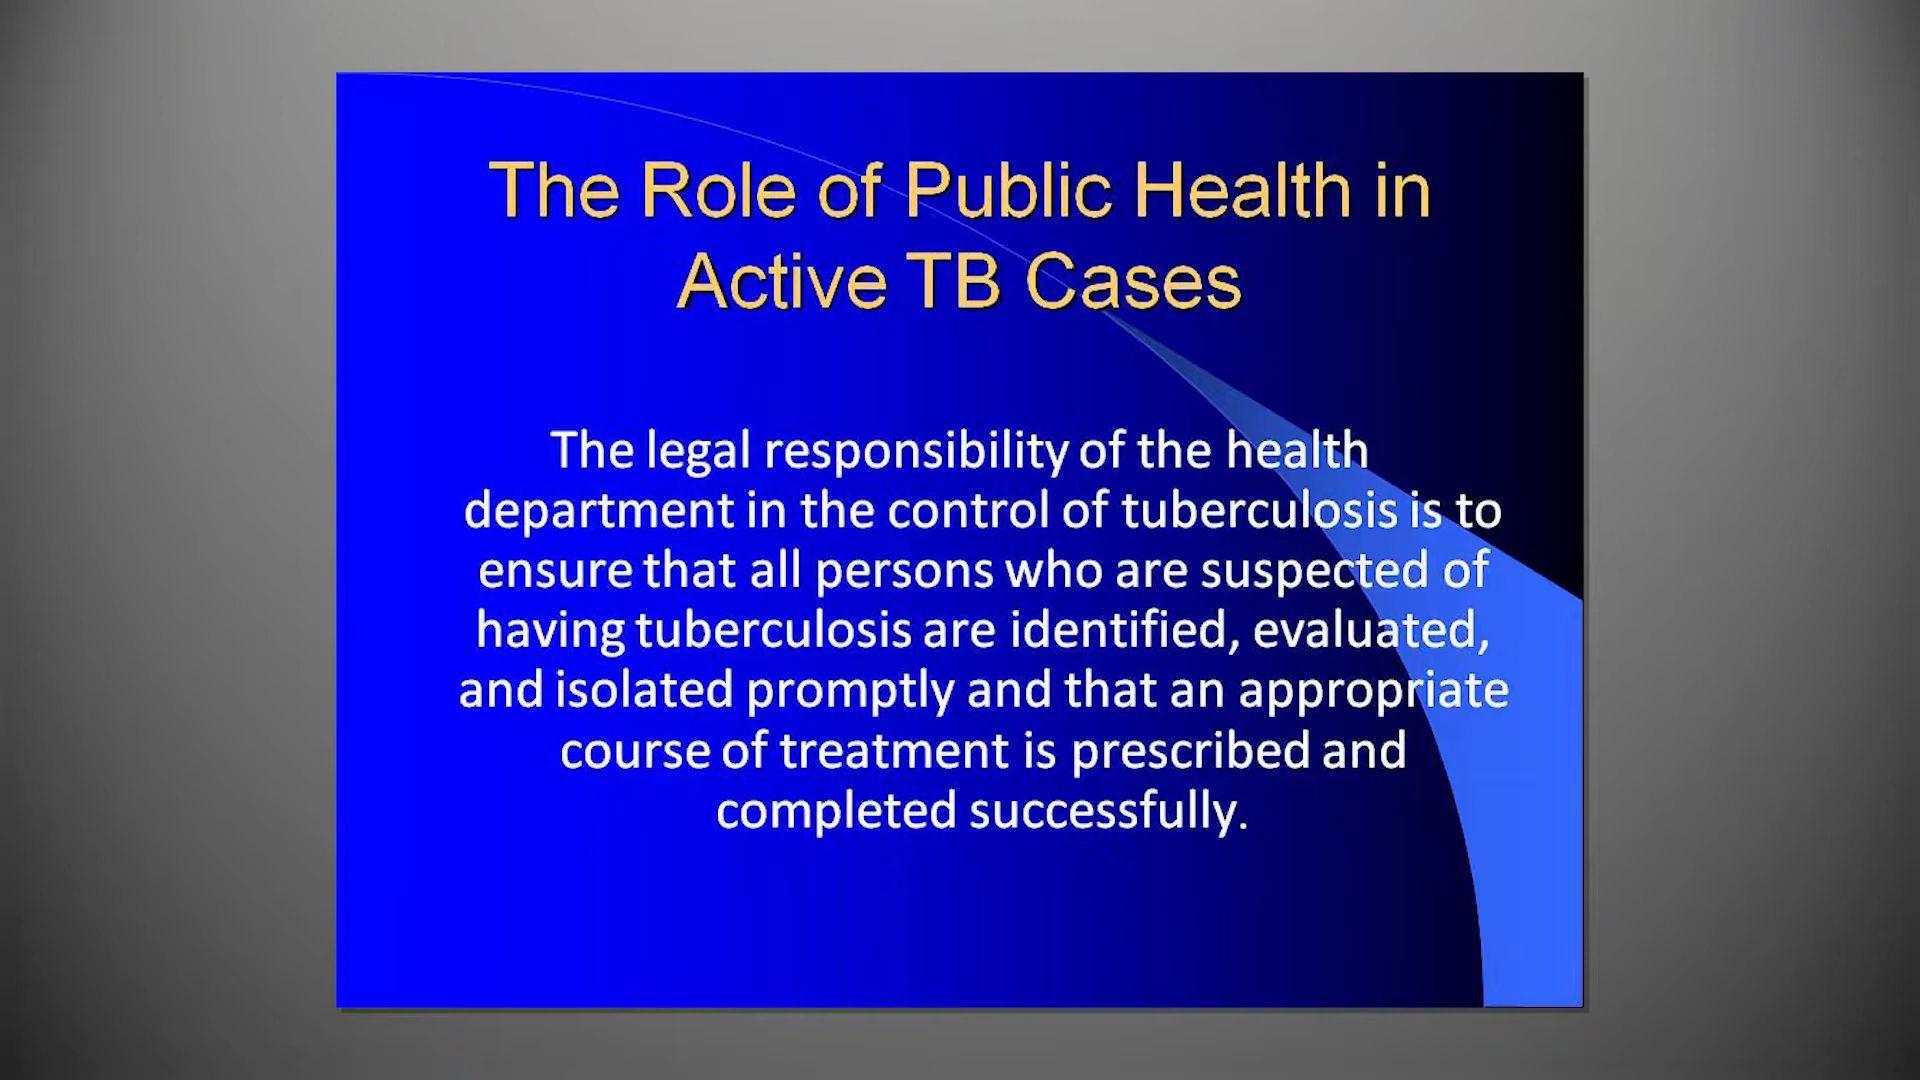 The Role of Public Health in
Active TB Cases
The legal responsibility of the health
department in the control of tuberculosis is to
ensure that all persons who are suspected of
having tuberculosis are identified, evaluated,
and isolated promptly and that an appropriate
course of treatment is prescribed and
completed successfully.